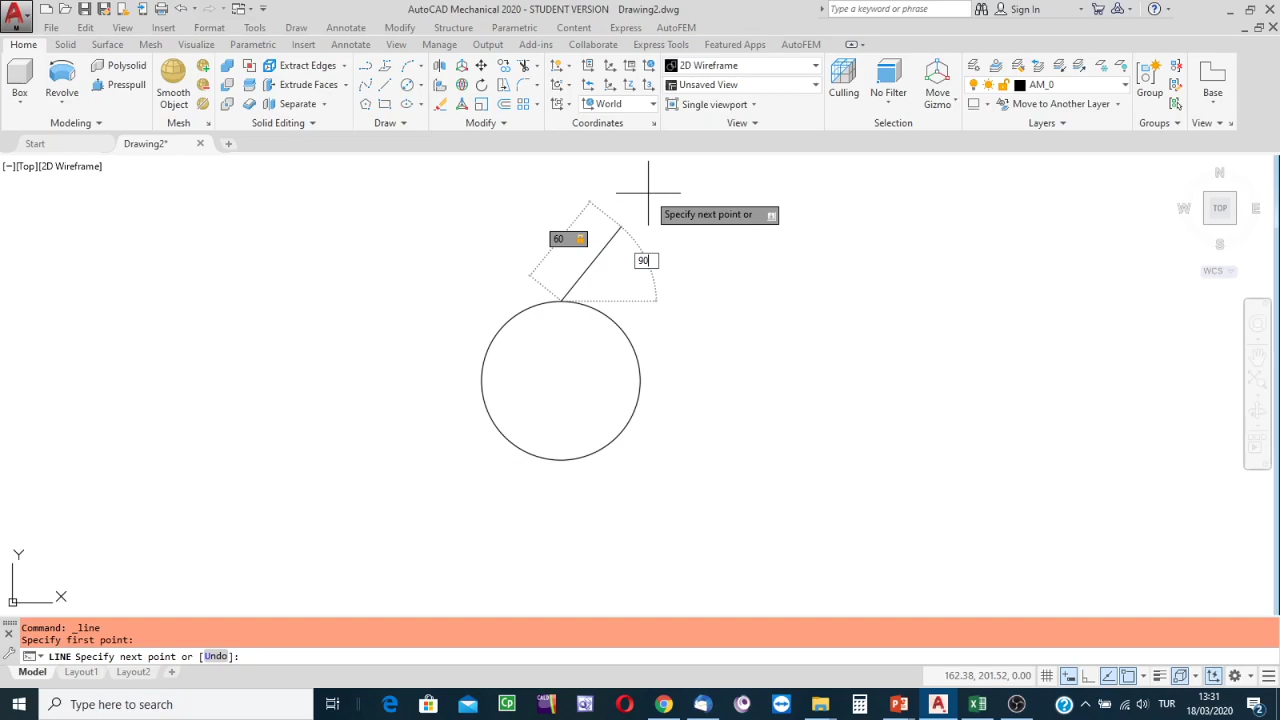 AutoCAD Mechanical 2020 - STUDENT VERSION Drawing2.dwg
Type a keyword or phrase
Sign In
File Edit View Insert Format Tools Draw Annotate Modify Structure Parametric Content Express AutoFEM
Home Solid Surface Mesh Visualize Parametric Insert Annotate View Manage Output Add-ins Collaborate Express Tools Featured Apps AutoFEM
Box
Revolve
Polysolid
Presspull
Modeling
Smooth
Object
Mesh
Extract Edges
Extrude Faces
Separate
Solid Editing
Draw
Modify
World
Coordinates
2D Wireframe
Unsaved View
Single viewport
View
Culling
No Filter
Move
Gizmo
Selection
AM_0
Move to Another Layer
Layers
Group
Groups
Base
View
Start
Drawing2*
[−][Top][2D Wireframe]
N
W TOP E
S
WCS
Specify next point or
60
90
Y
X
Command: _line
Specify first point:
LINE Specify next point or [Undo]:
Model Layout1 Layout2
162.38, 201.52, 0.00
Type here to search
TUR
13:31
18/03/2020
2